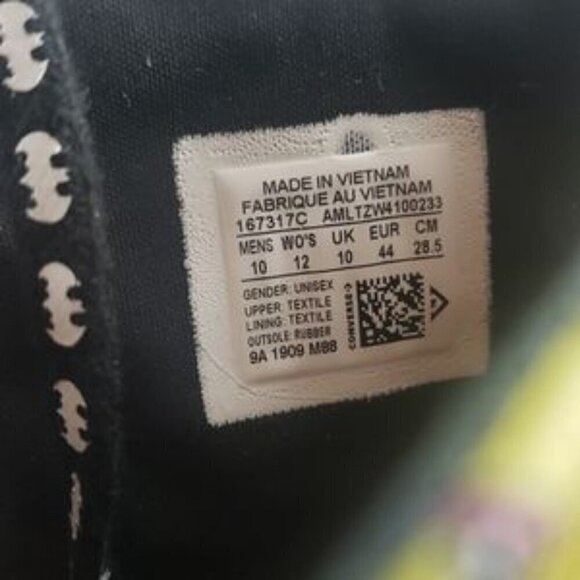 MADE IN VIETNAM
FABRIQUE AU VIETNAM
167317C AMLTZW4100233
MENS WO'S UK EUR CM
10 12 10 44 28.5
GENDER: UNISEX
UPPER: TEXTILE
LINING: TEXTILE
OUTSOLE: RUBBER
9A 1909 M88
CONVERSE